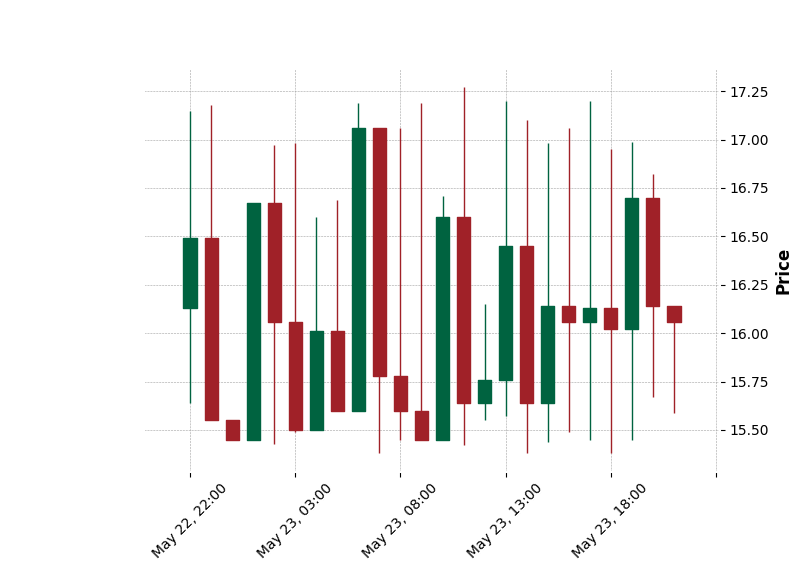 17.25
17.00
16.75
16.50
16.25
16.00
15.75
15.50
Price
May 22, 22:00
May 23, 03:00
May 23, 08:00
May 23, 13:00
May 23, 18:00